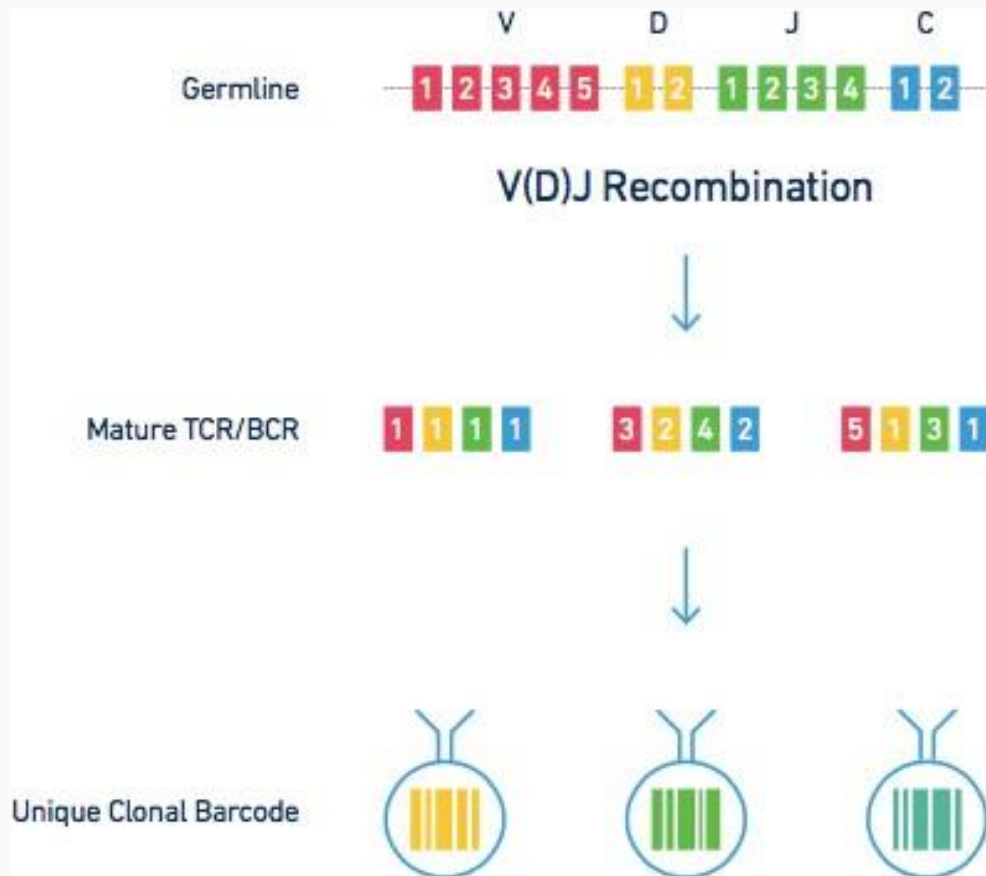 V D J C
Germline 1 2 3 4 5 1 2 1 2 3 4 1 2
V(D)J Recombination
Mature TCR/BCR 1 1 1 1 3 2 4 2 5 1 3 1
Unique Clonal Barcode